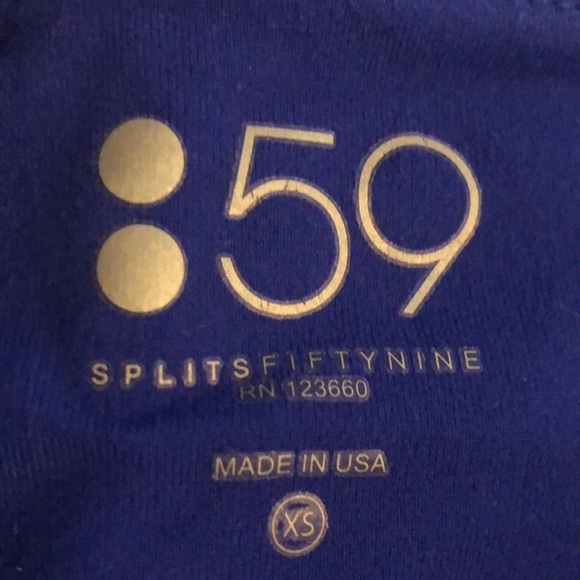 :59
SPLITSFIFTYNINE
RN 123660
MADE IN USA
XS